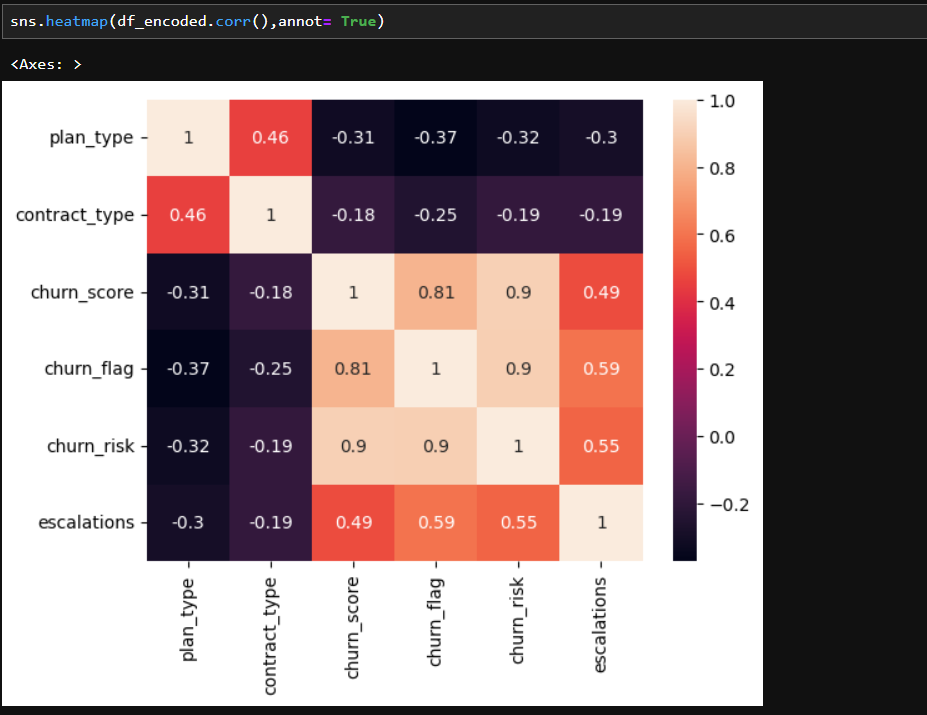 sns.heatmap(df_encoded.corr(),annot= True)
<Axes: >
1.0
plan_type 1 0.46 -0.31 -0.37 -0.32 -0.3
0.8
contract_type 0.46 1 -0.18 -0.25 -0.19 -0.19
0.6
churn_score -0.31 -0.18 1 0.81 0.9 0.49
0.4
churn_flag -0.37 -0.25 0.81 1 0.9 0.59
0.2
0.0
churn_risk -0.32 -0.19 0.9 0.9 1 0.55
−0.2
escalations -0.3 -0.19 0.49 0.59 0.55 1
plan_type
contract_type
churn_score
churn_flag
churn_risk
escalations